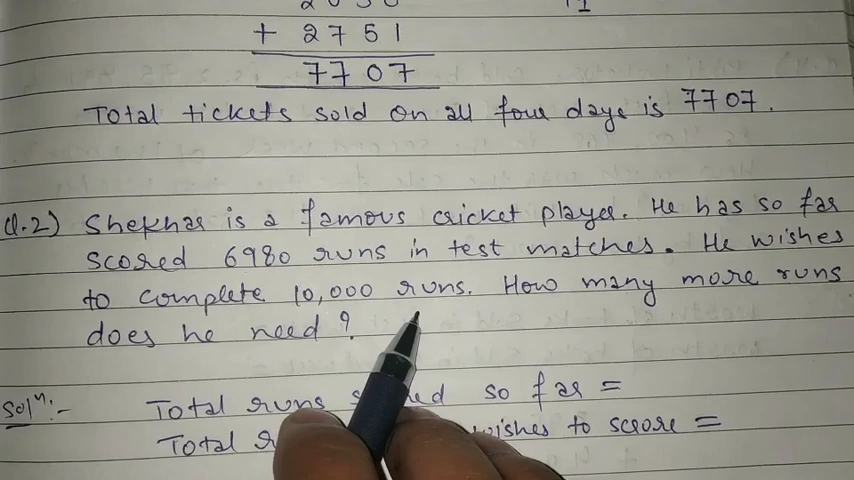 + 2751
7707
Total tickets sold on all four days is 7707.
Q.2) Shekhar is a famous cricket player. He has so far
scored 6980 runs in test matches. He wishes
to complete 10,000 runs. How many more runs
does he need?
Solⁿ:- Total runs so far =
Total wishes to score =